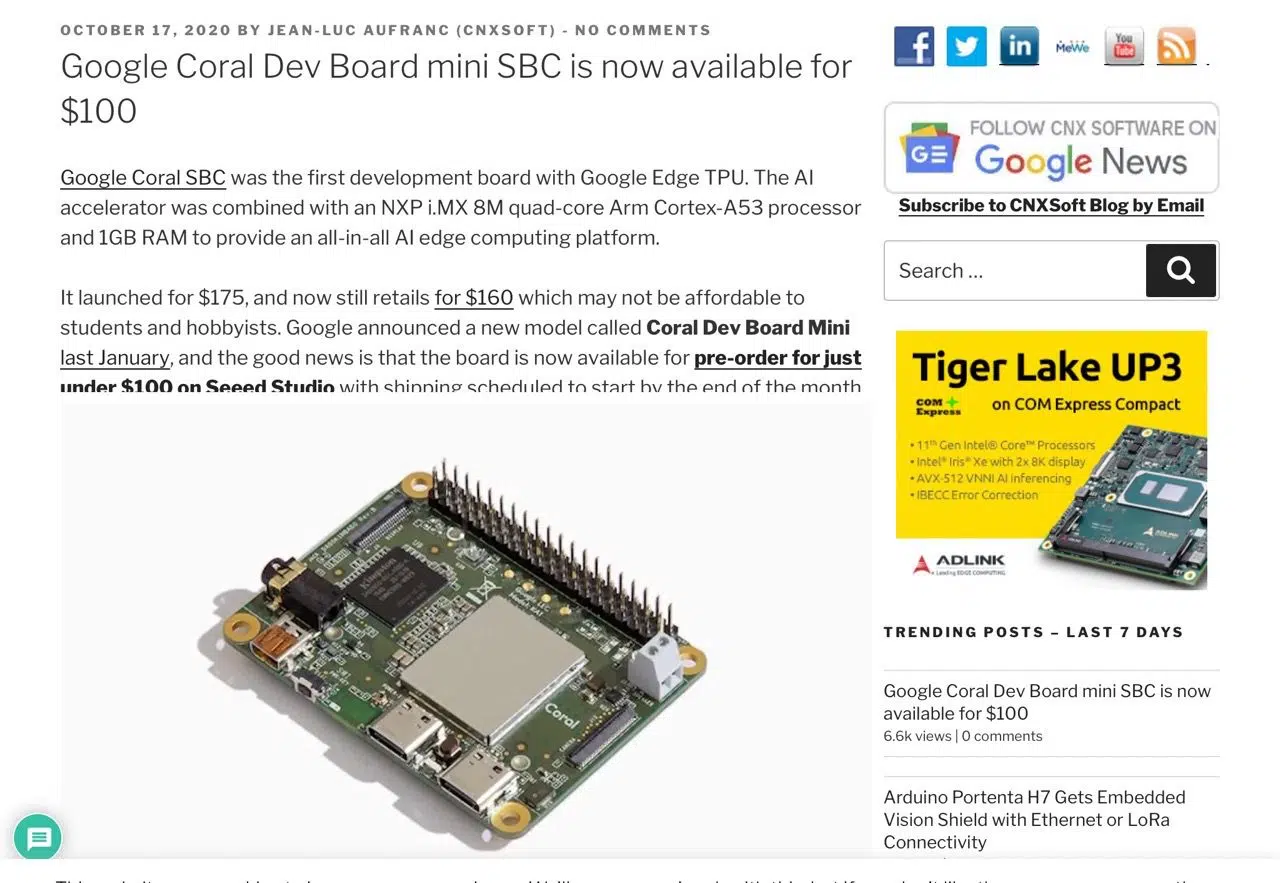 OCTOBER 17, 2020 BY JEAN-LUC AUFRANC (CNXSOFT) - NO COMMENTS
Google Coral Dev Board mini SBC is now available for
$100
Google Coral SBC was the first development board with Google Edge TPU. The AI
accelerator was combined with an NXP i.MX 8M quad-core Arm Cortex-A53 processor
and 1GB RAM to provide an all-in-all AI edge computing platform.
It launched for $175, and now still retails for $160 which may not be affordable to
students and hobbyists. Google announced a new model called Coral Dev Board Mini
last January, and the good news is that the board is now available for pre-order for just
under $100 on Seeed Studio with shipping scheduled to start by the end of the month
Kingston
DISPLAY
Coral
CAMERA
f
in
MeWe
You
Tube
GE
FOLLOW CNX SOFTWARE ON
Google News
Subscribe to CNXSoft Blog by Email
Search …
Tiger Lake UP3
COM
Express
on COM Express Compact
• 11th Gen Intel® Core™ Processors
• Intel® Iris® Xe with 2x 8K display
• AVX-512 VNNI AI inferencing
• IBECC Error Correction
ADLINK
Leading EDGE COMPUTING
ADLINK
TRENDING POSTS – LAST 7 DAYS
Google Coral Dev Board mini SBC is now
available for $100
6.6k views | 0 comments
Arduino Portenta H7 Gets Embedded
Vision Shield with Ethernet or LoRa
Connectivity